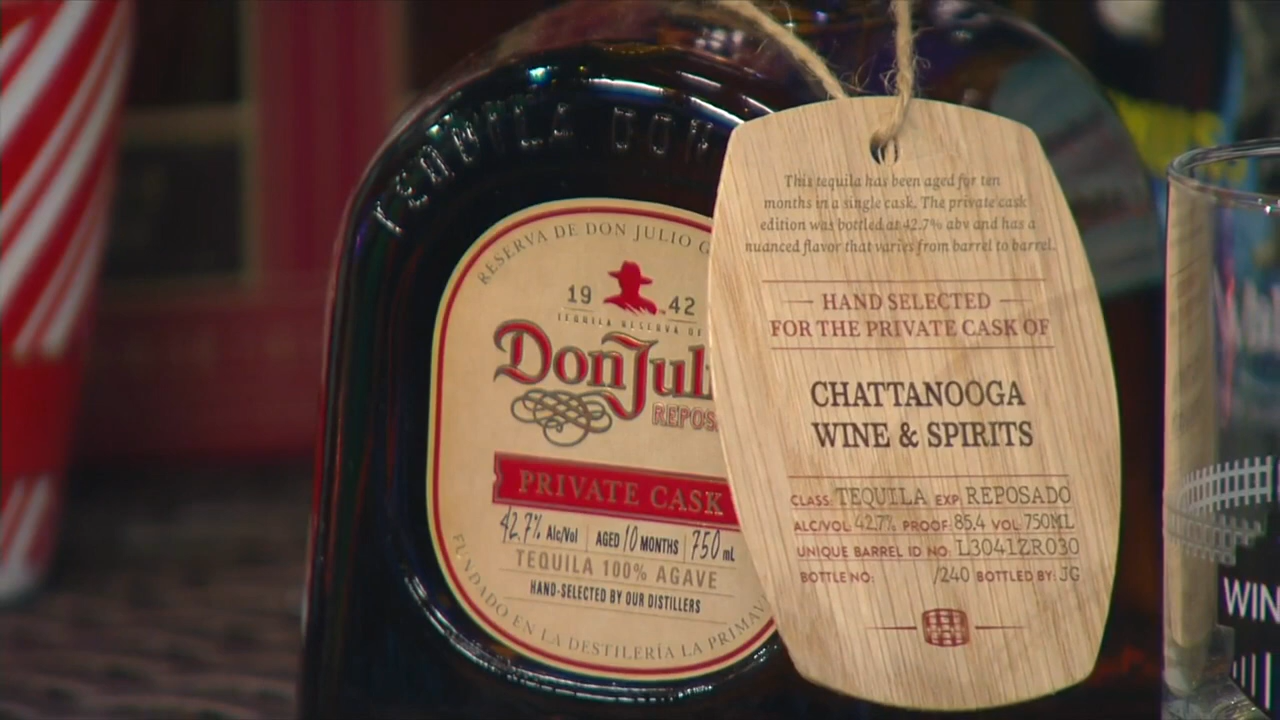 TEQUILA DON
RESERVA DE DON JULIO G
19 42
TEQUILA RESERVA DE
Don Jul
REPOS
PRIVATE CASK
42.7% Alc/Vol AGED 10 MONTHS 750 mL
TEQUILA 100% AGAVE
HAND-SELECTED BY OUR DISTILLERS
FUNDADO EN LA DESTILERÍA LA PRIMAV
This tequila has been aged for ten
months in a single cask. The private cask
edition was bottled at 42.7% abv and has a
nuanced flavor that varies from barrel to barrel.
HAND SELECTED
FOR THE PRIVATE CASK OF
CHATTANOOGA
WINE & SPIRITS
CLASS: TEQUILA EXP: REPOSADO
ALC/VOL: 42.7% PROOF: 85.4 VOL: 750ML
UNIQUE BARREL ID NO: L3041ZR030
BOTTLE NO: /240 BOTTLED BY: JG
WIN